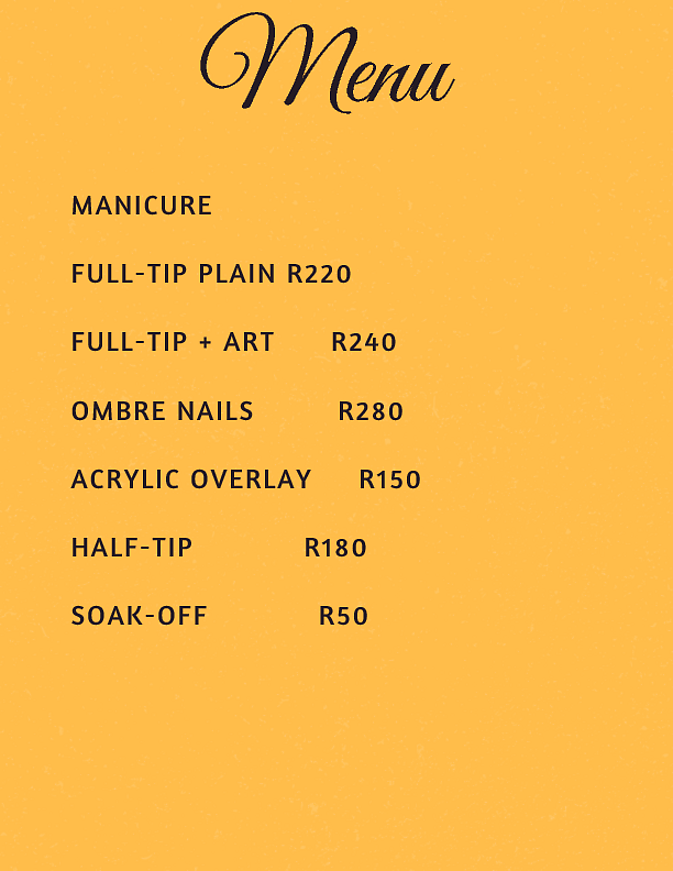 Menu
MANICURE
FULL-TIP PLAIN R220
FULL-TIP + ART R240
OMBRE NAILS R280
ACRYLIC OVERLAY R150
HALF-TIP R180
SOAK-OFF R50